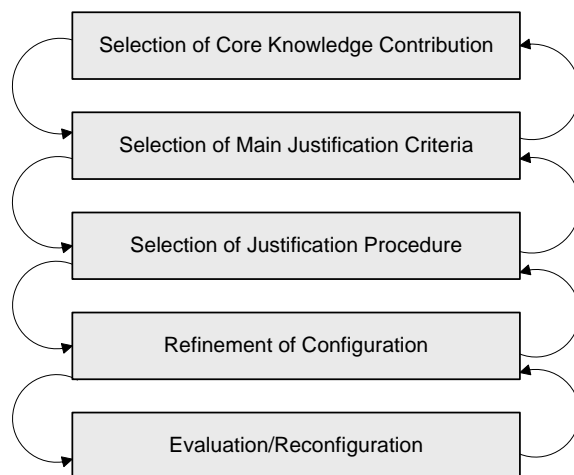 Selection of Core Knowledge Contribution
Selection of Main Justification Criteria
Selection of Justification Procedure
Refinement of Configuration
Evaluation/Reconfiguration